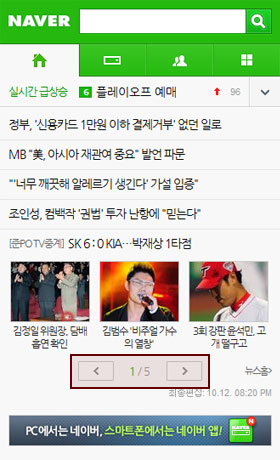 NAVER
실시간 급상승 6 플레이오프 예매 96
정부, '신용카드 1만원 이하 결제거부' 없던 일로
MB "美, 아시아 재관여 중요" 발언 파문
"'너무 깨끗해 알레르기 생긴다' 가설 입증"
조인성, 컴백작 '권법' 투자 난항에 "믿는다"
[준PO TV중계] SK 6 : 0 KIA…박재상 1타점
김정일 위원장, 담배 김범수 '비주얼 가수 3회 강판 윤석민, 고
흡연 확인 의 열창' 개 떨구고
< 1 / 5 >
뉴스홈>
최종편집: 10.12. 08:20 PM
PC에서는 네이버, 스마트폰에서는 네이버 앱!